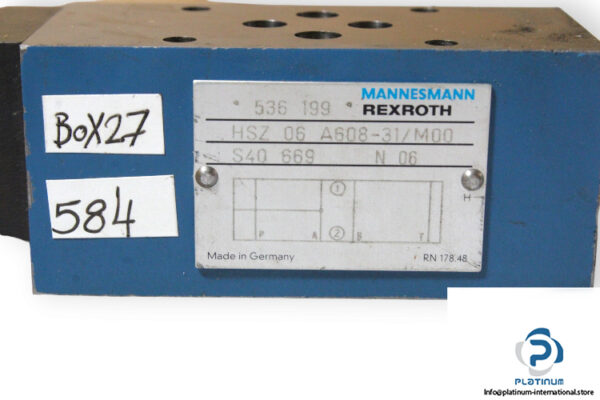 MANNESMANN
* 536 199 * REXROTH
HSZ 06 A608-31/M00
S40 669 N 06
BOX27
584
1
H
P A 2 B T
Made in Germany RN 178.48
P
PLATINUM
Info@platinum-international.store